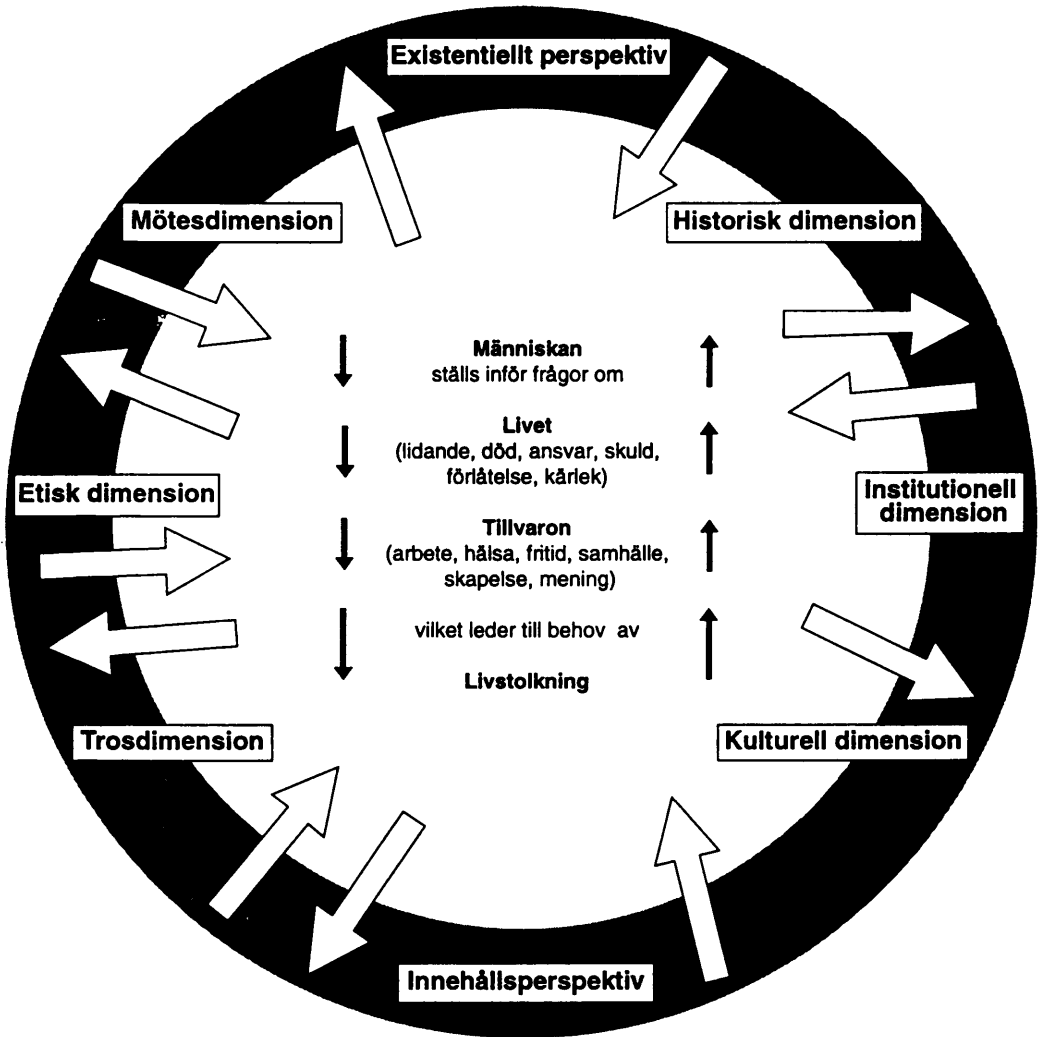 Existentiellt perspektiv
Mötesdimension
Historisk dimension
Människan
ställs inför frågor om
Livet
(lidande, död, ansvar, skuld,
förlåtelse, kärlek)
Etisk dimension
Institutionell
dimension
Tillvaron
(arbete, hälsa, fritid, samhälle,
skapelse, mening)
vilket leder till behov av
Livstolkning
Trosdimension
Kulturell dimension
Innehållsperspektiv